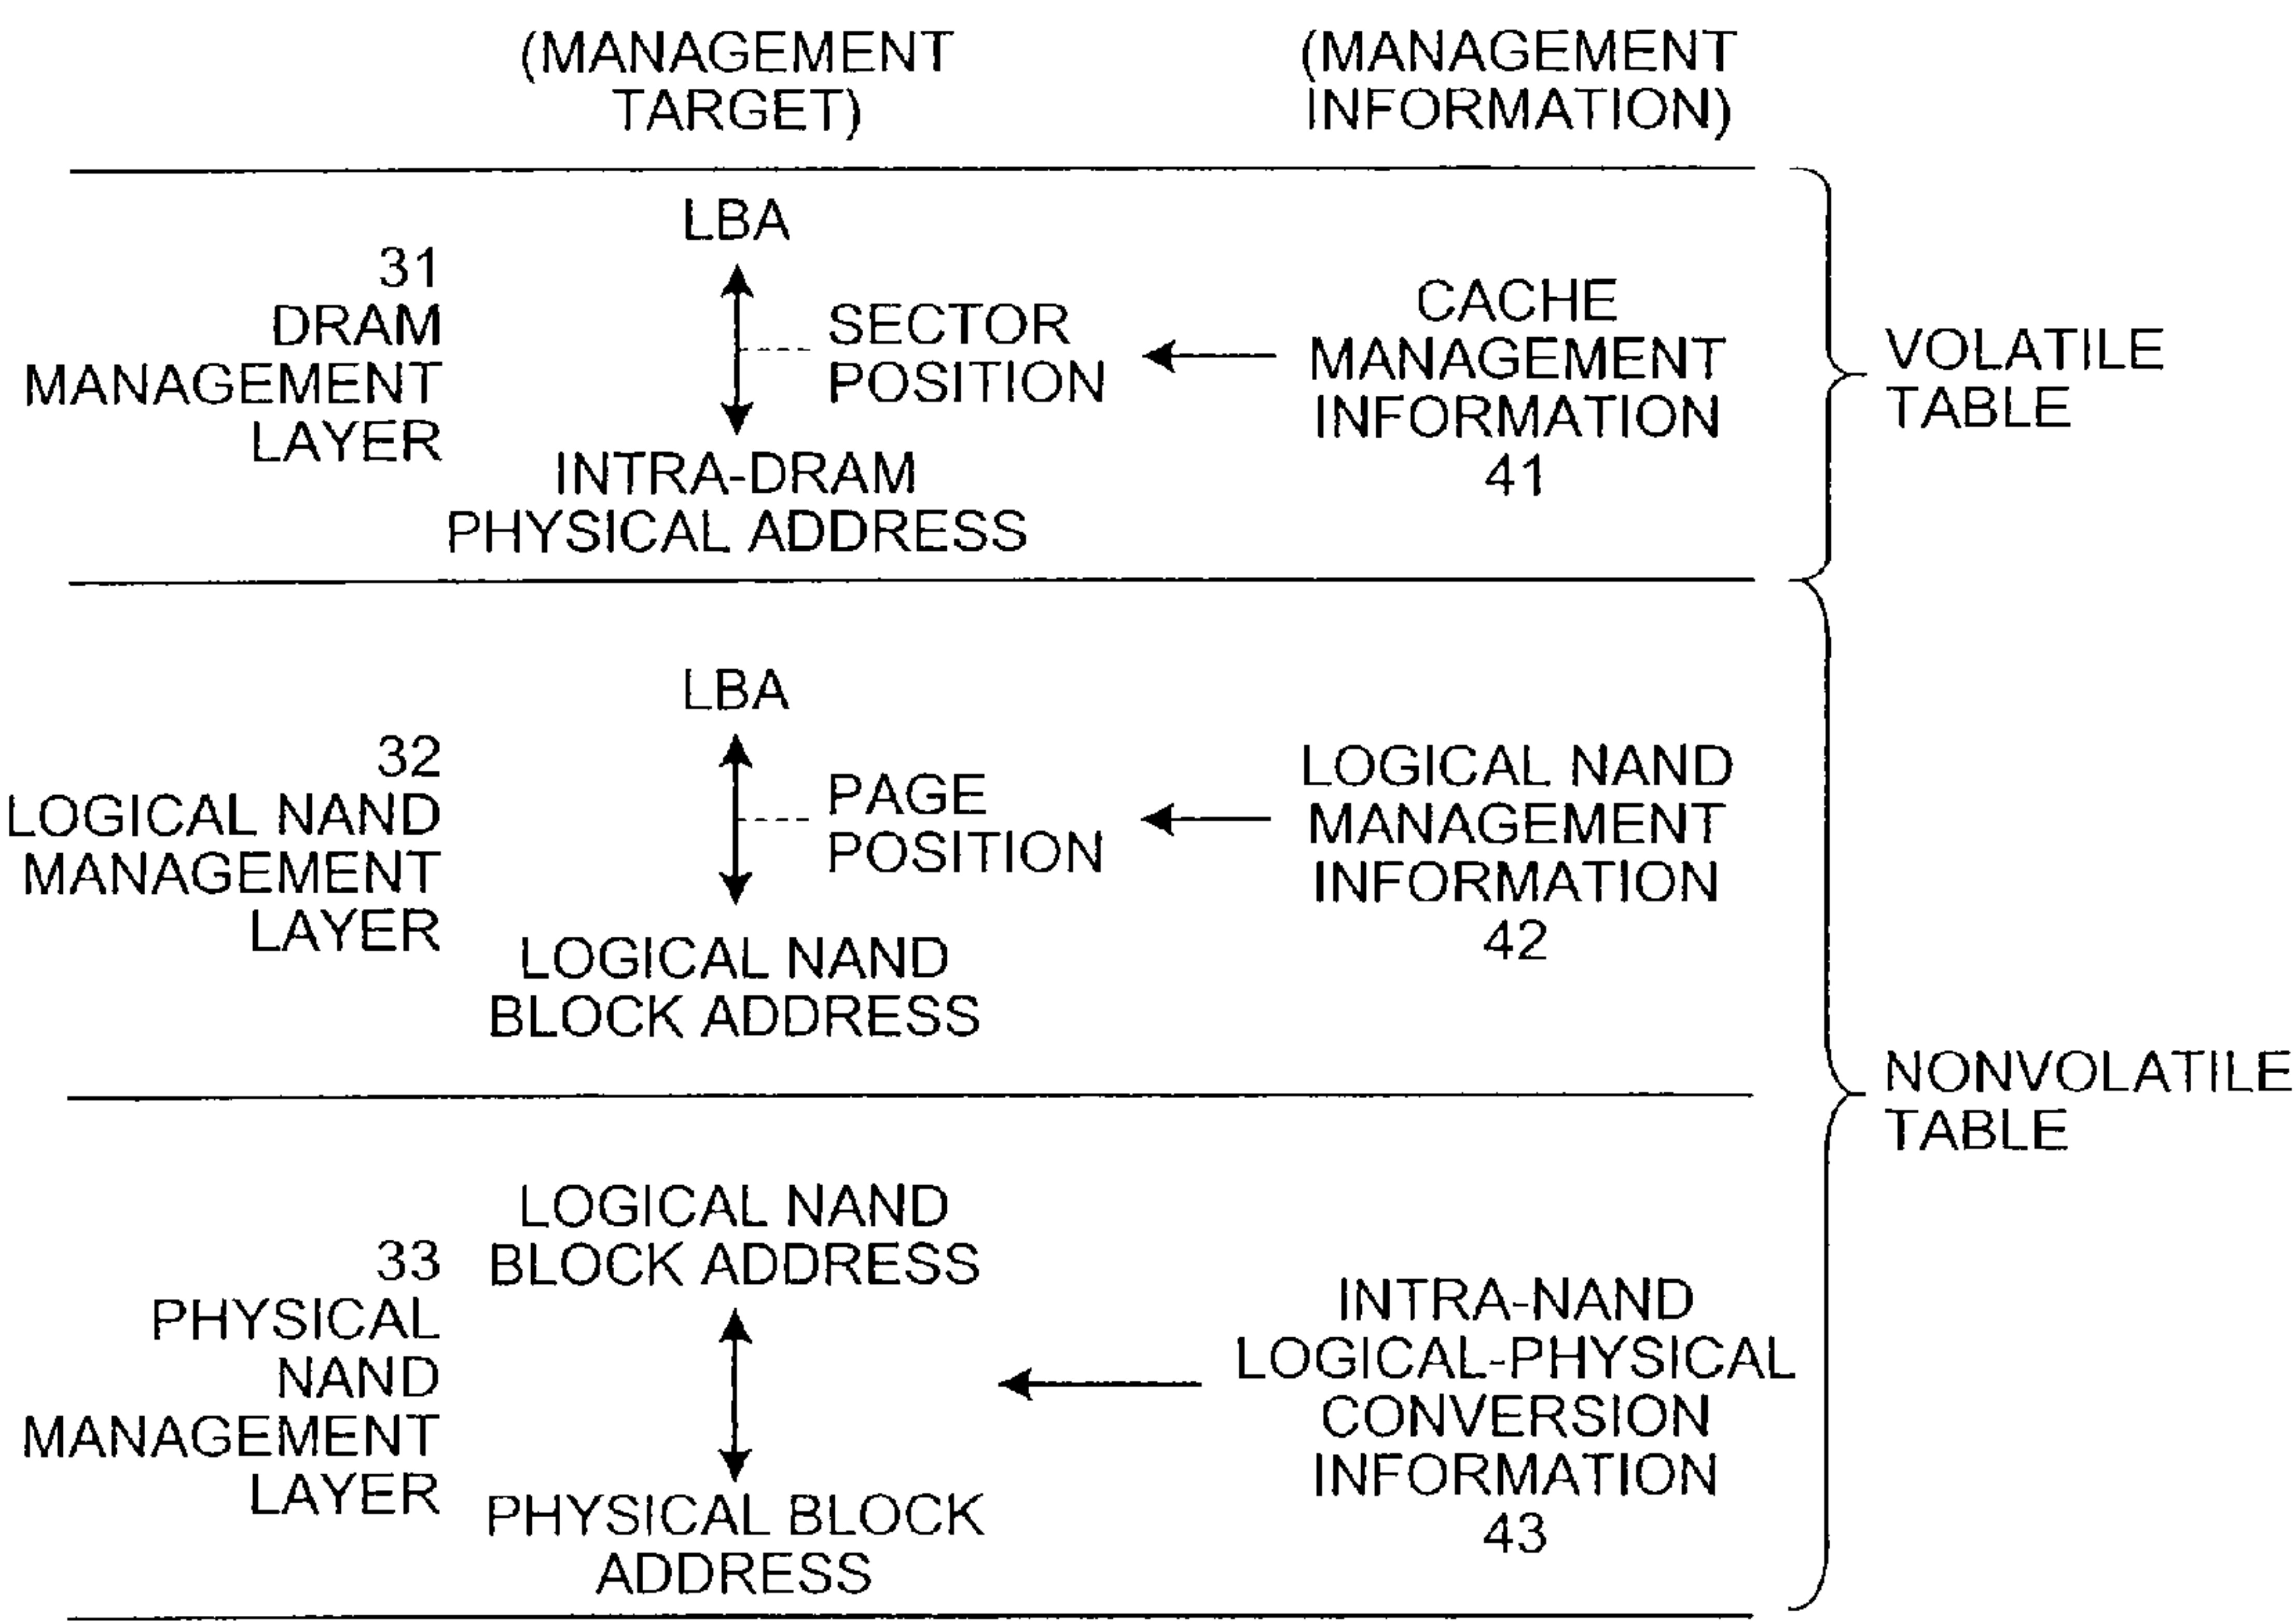 (MANAGEMENT
TARGET)
(MANAGEMENT
INFORMATION)
31
DRAM
MANAGEMENT
LAYER
LBA
SECTOR
POSITION
INTRA-DRAM
PHYSICAL ADDRESS
CACHE
MANAGEMENT
INFORMATION
41
VOLATILE
TABLE
32
LOGICAL NAND
MANAGEMENT
LAYER
LBA
PAGE
POSITION
LOGICAL NAND
BLOCK ADDRESS
LOGICAL NAND
MANAGEMENT
INFORMATION
42
NONVOLATILE
TABLE
33
PHYSICAL
NAND
MANAGEMENT
LAYER
LOGICAL NAND
BLOCK ADDRESS
PHYSICAL BLOCK
ADDRESS
INTRA-NAND
LOGICAL-PHYSICAL
CONVERSION
INFORMATION
43